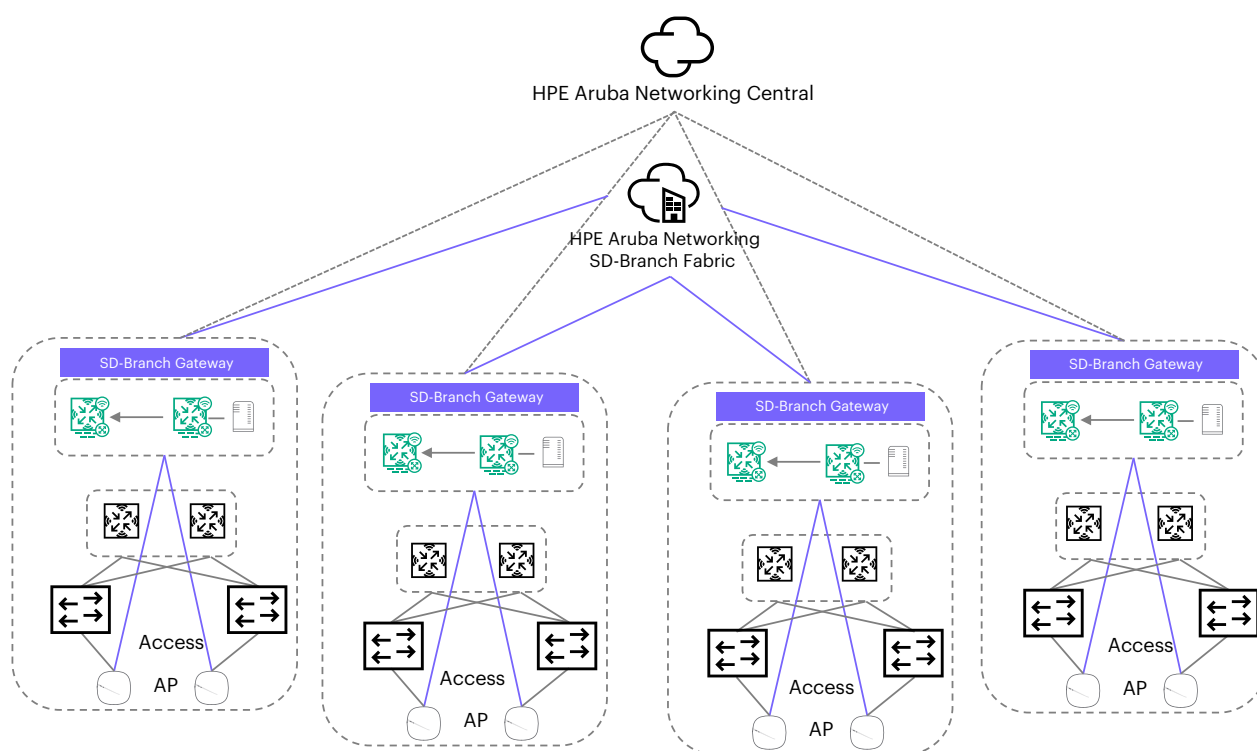 HPE Aruba Networking Central
HPE Aruba Networking
SD-Branch Fabric
SD-Branch Gateway
Access
AP
SD-Branch Gateway
Access
AP
SD-Branch Gateway
Access
AP
SD-Branch Gateway
Access
AP